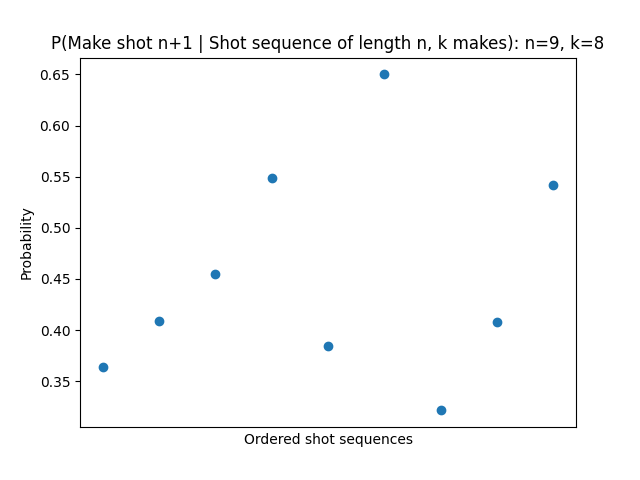 P(Make shot n+1 | Shot sequence of length n, k makes): n=9, k=8
0.65
0.60
0.55
0.50
0.45
0.40
0.35
Probability
Ordered shot sequences